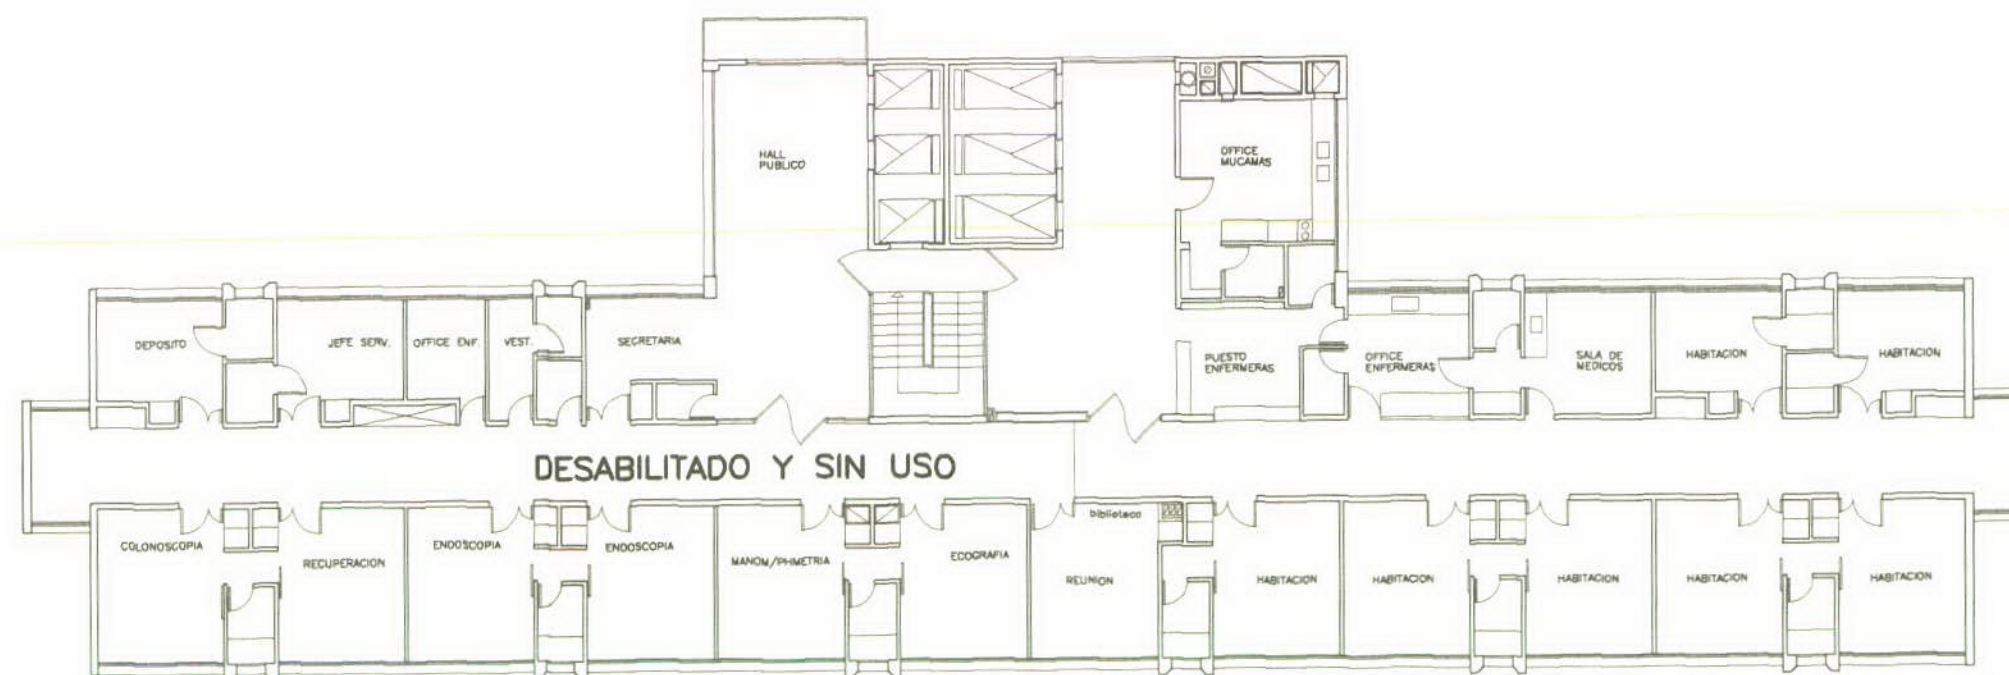 HALL
PUBLICO
OFFICE
MUCAMAS
DEPOSITO
JEFE SERV.
OFFICE ENF.
VEST.
SECRETARIA
PUESTO
ENFERMERAS
OFFICE
ENFERMERAS
SALA DE
MEDICOS
HABITACION
HABITACION
DESABILITADO Y SIN USO
COLONOSCOPIA
RECUPERACION
ENDOSCOPIA
ENDOSCOPIA
MANOM/PHMETRIA
ECOGRAFIA
biblioteca
REUNION
HABITACION
HABITACION
HABITACION
HABITACION
HABITACION